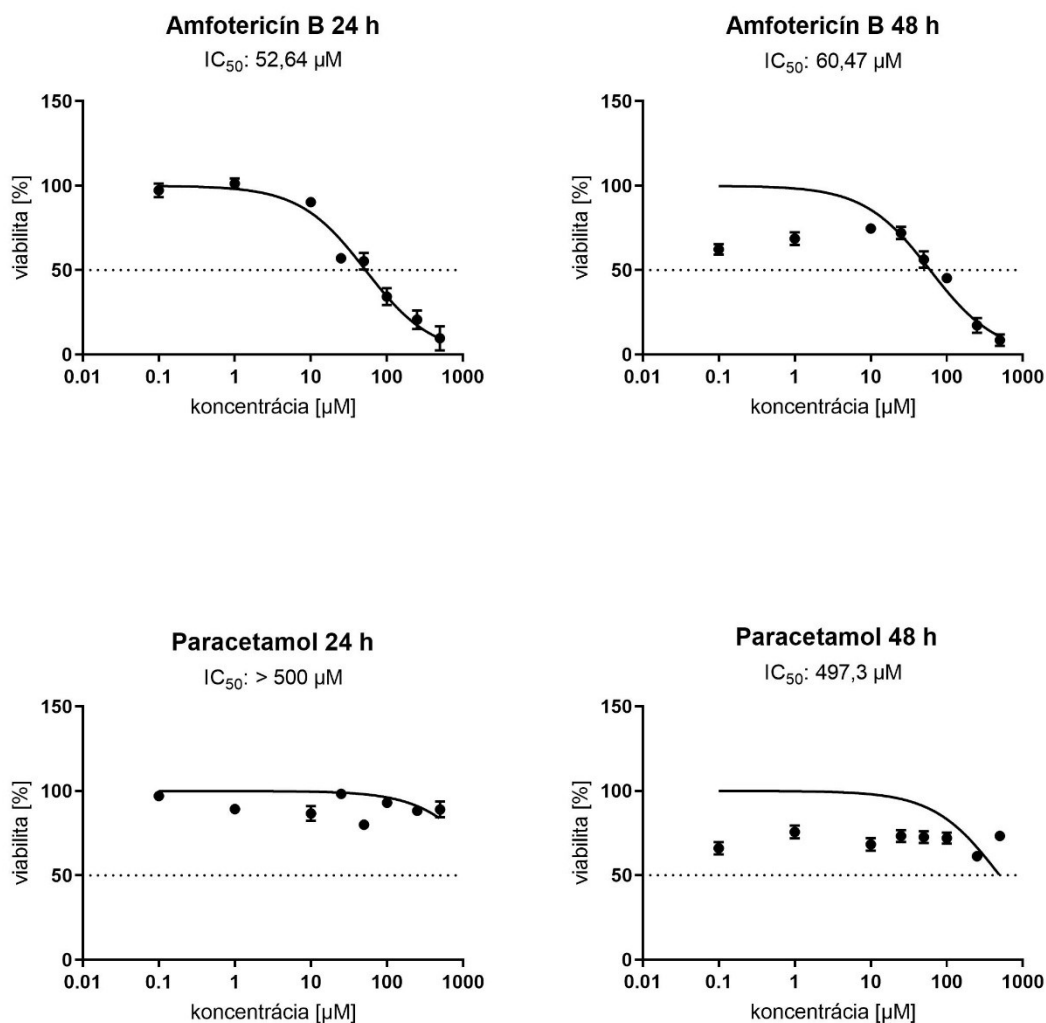 Amfotericín B 24 h
IC50: 52,64 µM
150
100
50
0
viabilita [%]
0.01 0.1 1 10 100 1000
koncentrácia [µM]
Amfotericín B 48 h
IC50: 60,47 µM
150
100
50
0
viabilita [%]
0.01 0.1 1 10 100 1000
koncentrácia [µM]
Paracetamol 24 h
IC50: > 500 µM
150
100
50
0
viabilita [%]
0.01 0.1 1 10 100 1000
koncentrácia [µM]
Paracetamol 48 h
IC50: 497,3 µM
150
100
50
0
viabilita [%]
0.01 0.1 1 10 100 1000
koncentrácia [µM]